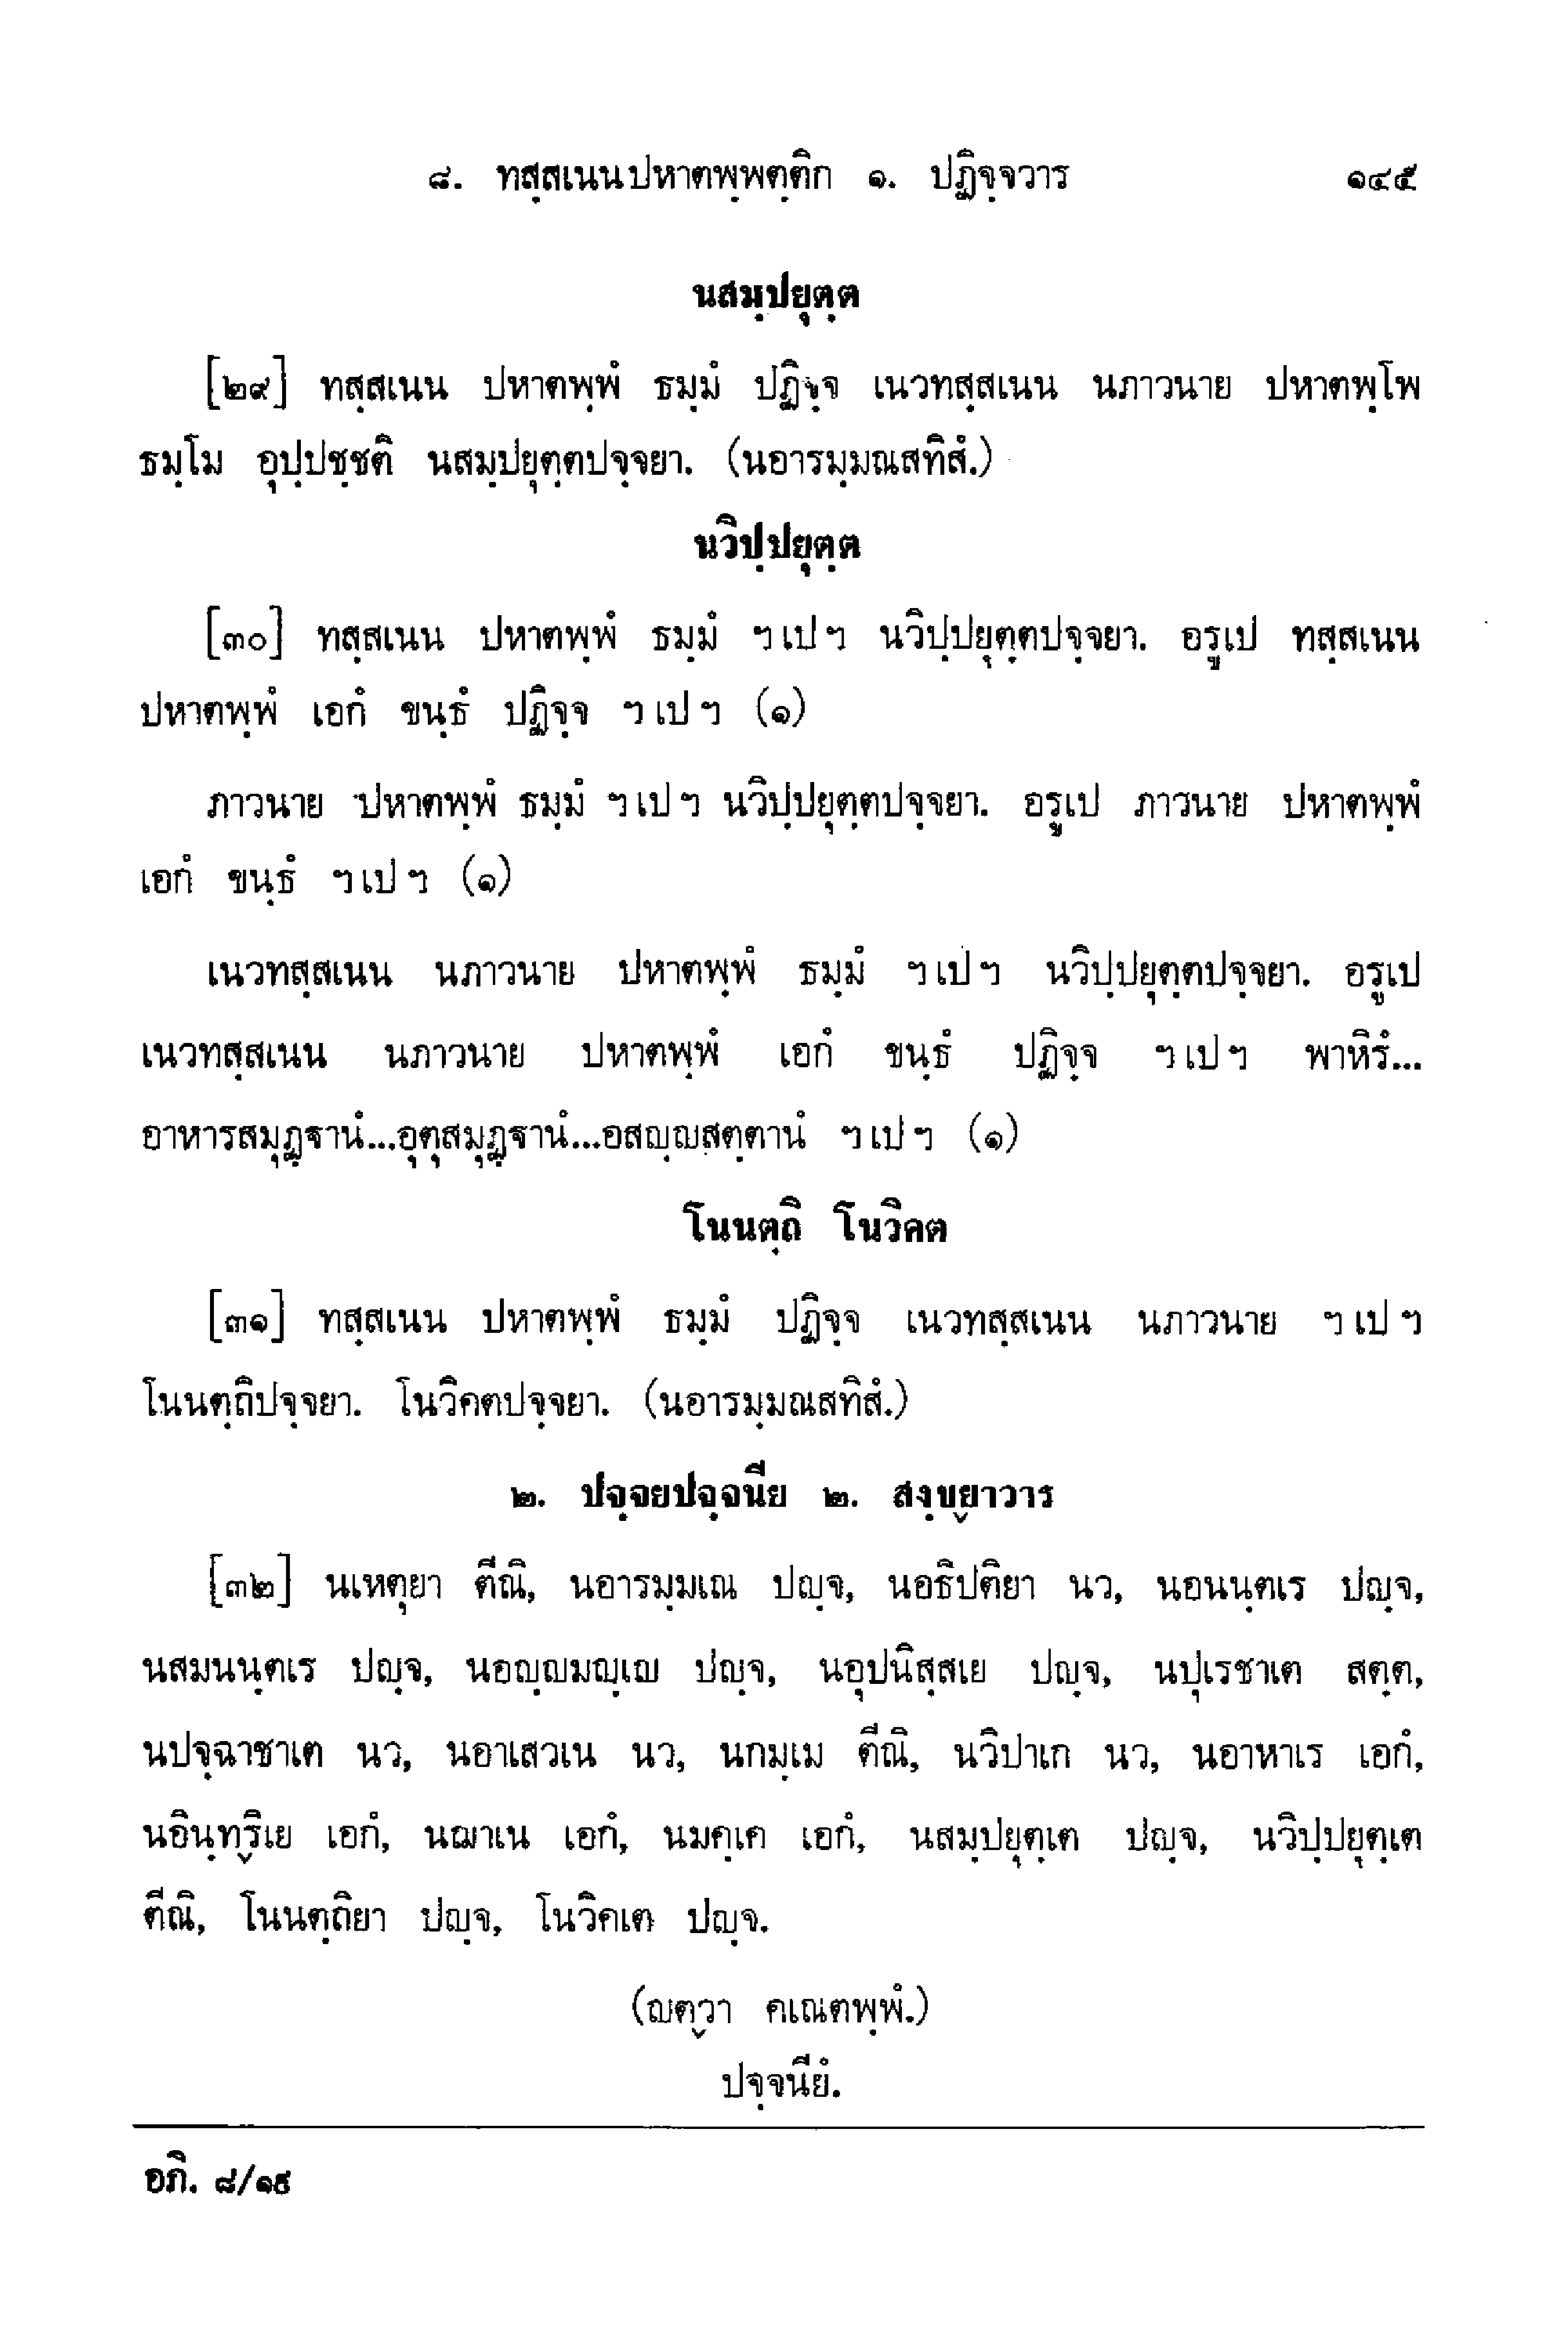 ๘. ทสฺสเนนปหาตพฺพตฺติก ๑. ปฏิจฺจวาร ๑๔๕
นสมฺปยุตฺต
[๒๙] ทสฺสเนน ปหาตพฺพํ ธมฺมํ ปฏิจฺจ เนวทสฺสเนน นภาวนาย ปหาตพฺโพ
ธมฺโม อุปฺปชฺชติ นสมฺปยุตฺตปจฺจยา. (นอารมฺมณสทิสํ.)
นวิปฺปยุตฺต
[๓๐] ทสฺสเนน ปหาตพฺพํ ธมฺมํ ฯ เป ฯ นวิปฺปยุตฺตปจฺจยา. อรูเป ทสฺสเนน
ปหาตพฺพํ เอกํ ขนฺธํ ปฏิจฺจ ฯ เป ฯ (๑)
ภาวนาย ปหาตพฺพํ ธมฺมํ ฯ เป ฯ นวิปฺปยุตฺตปจฺจยา. อรูเป ภาวนาย ปหาตพฺพํ
เอกํ ขนฺธํ ฯ เป ฯ (๑)
เนวทสฺสเนน นภาวนาย ปหาตพฺพํ ธมฺมํ ฯ เป ฯ นวิปฺปยุตฺตปจฺจยา. อรูเป
เนวทสฺสเนน นภาวนาย ปหาตพฺพํ เอกํ ขนฺธํ ปฏิจฺจ ฯ เป ฯ พาหิรํ...
อาหารสมุฏฺฐานํ...อุตุสมุฏฺฐานํ...อสญฺญสตฺตานํ ฯ เป ฯ (๑)
โนนตฺถิ โนวิคต
[๓๑] ทสฺสเนน ปหาตพฺพํ ธมฺมํ ปฏิจฺจ เนวทสฺสเนน นภาวนาย ฯ เป ฯ
โนนตฺถิปจฺจยา. โนวิคตปจฺจยา. (นอารมฺมณสทิสํ.)
๒. ปจฺจยปจฺจนีย ๒. สงฺขฺยาวาร
[๓๒] นเหตุยา ตีณิ, นอารมฺมเณ ปญฺจ, นอธิปติยา นว, นอนนฺตเร ปญฺจ,
นสมนนฺตเร ปญฺจ, นอญฺญมญฺเญ ปญฺจ, นอุปนิสฺสเย ปญฺจ, นปุเรชาเต สตฺต,
นปจฺฉาชาเต นว, นอาเสวเน นว, นกมฺเม ตีณิ, นวิปาเก นว, นอาหาเร เอกํ,
นอินฺทฺริเย เอกํ, นฌาเน เอกํ, นมคฺเค เอกํ, นสมฺปยุตฺเต ปญฺจ, นวิปฺปยุตฺเต
ตีณิ, โนนตฺถิยา ปญฺจ, โนวิคเต ปญฺจ.
(ญตฺวา คเณตพฺพํ.)
ปจฺจนียํ.
อภิ. ๘/๑๙